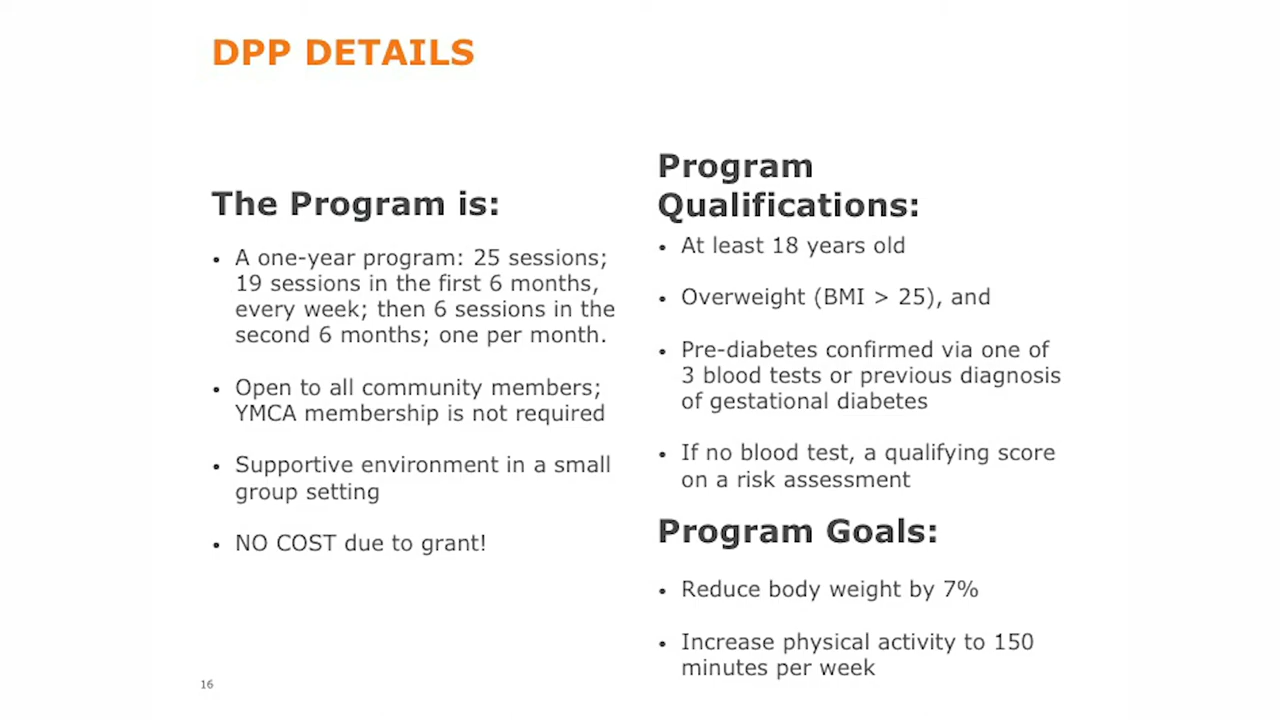 DPP DETAILS
The Program is:
• A one-year program: 25 sessions;
19 sessions in the first 6 months,
every week; then 6 sessions in the
second 6 months; one per month.
• Open to all community members;
YMCA membership is not required
• Supportive environment in a small
group setting
• NO COST due to grant!
Program
Qualifications:
• At least 18 years old
• Overweight (BMI > 25), and
• Pre-diabetes confirmed via one of
3 blood tests or previous diagnosis
of gestational diabetes
• If no blood test, a qualifying score
on a risk assessment
Program Goals:
• Reduce body weight by 7%
• Increase physical activity to 150
minutes per week
16